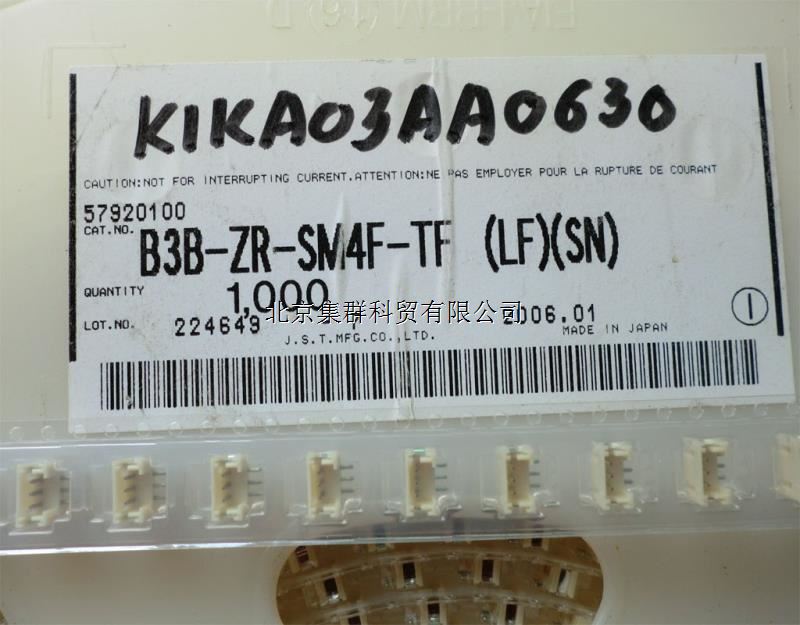 K1KA03AA0630
CAUTION:NOT FOR INTERRUPTING CURRENT.ATTENTION:NE PAS EMPLOYER POUR LA RUPTURE DE COURANT
57920100
CAT.NO. B3B-ZR-SM4F-TF (LF)(SN)
QUANTITY 1,000
北京集群科贸有限公司
LOT.NO. 224649 2006.01
J.S.T.MFG.CO.,LTD. MADE IN JAPAN